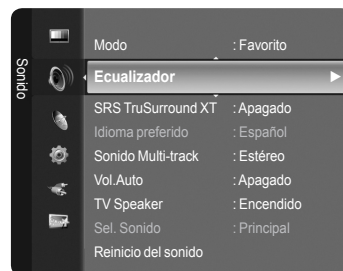 Sonido
Modo : Favorito
Ecualizador
SRS TruSurround XT : Apagado
Idioma preferido : Español
Sonido Multi-track : Estéreo
Vol.Auto : Apagado
TV Speaker : Encendido
Sel. Sonido : Principal
Reinicio del sonido